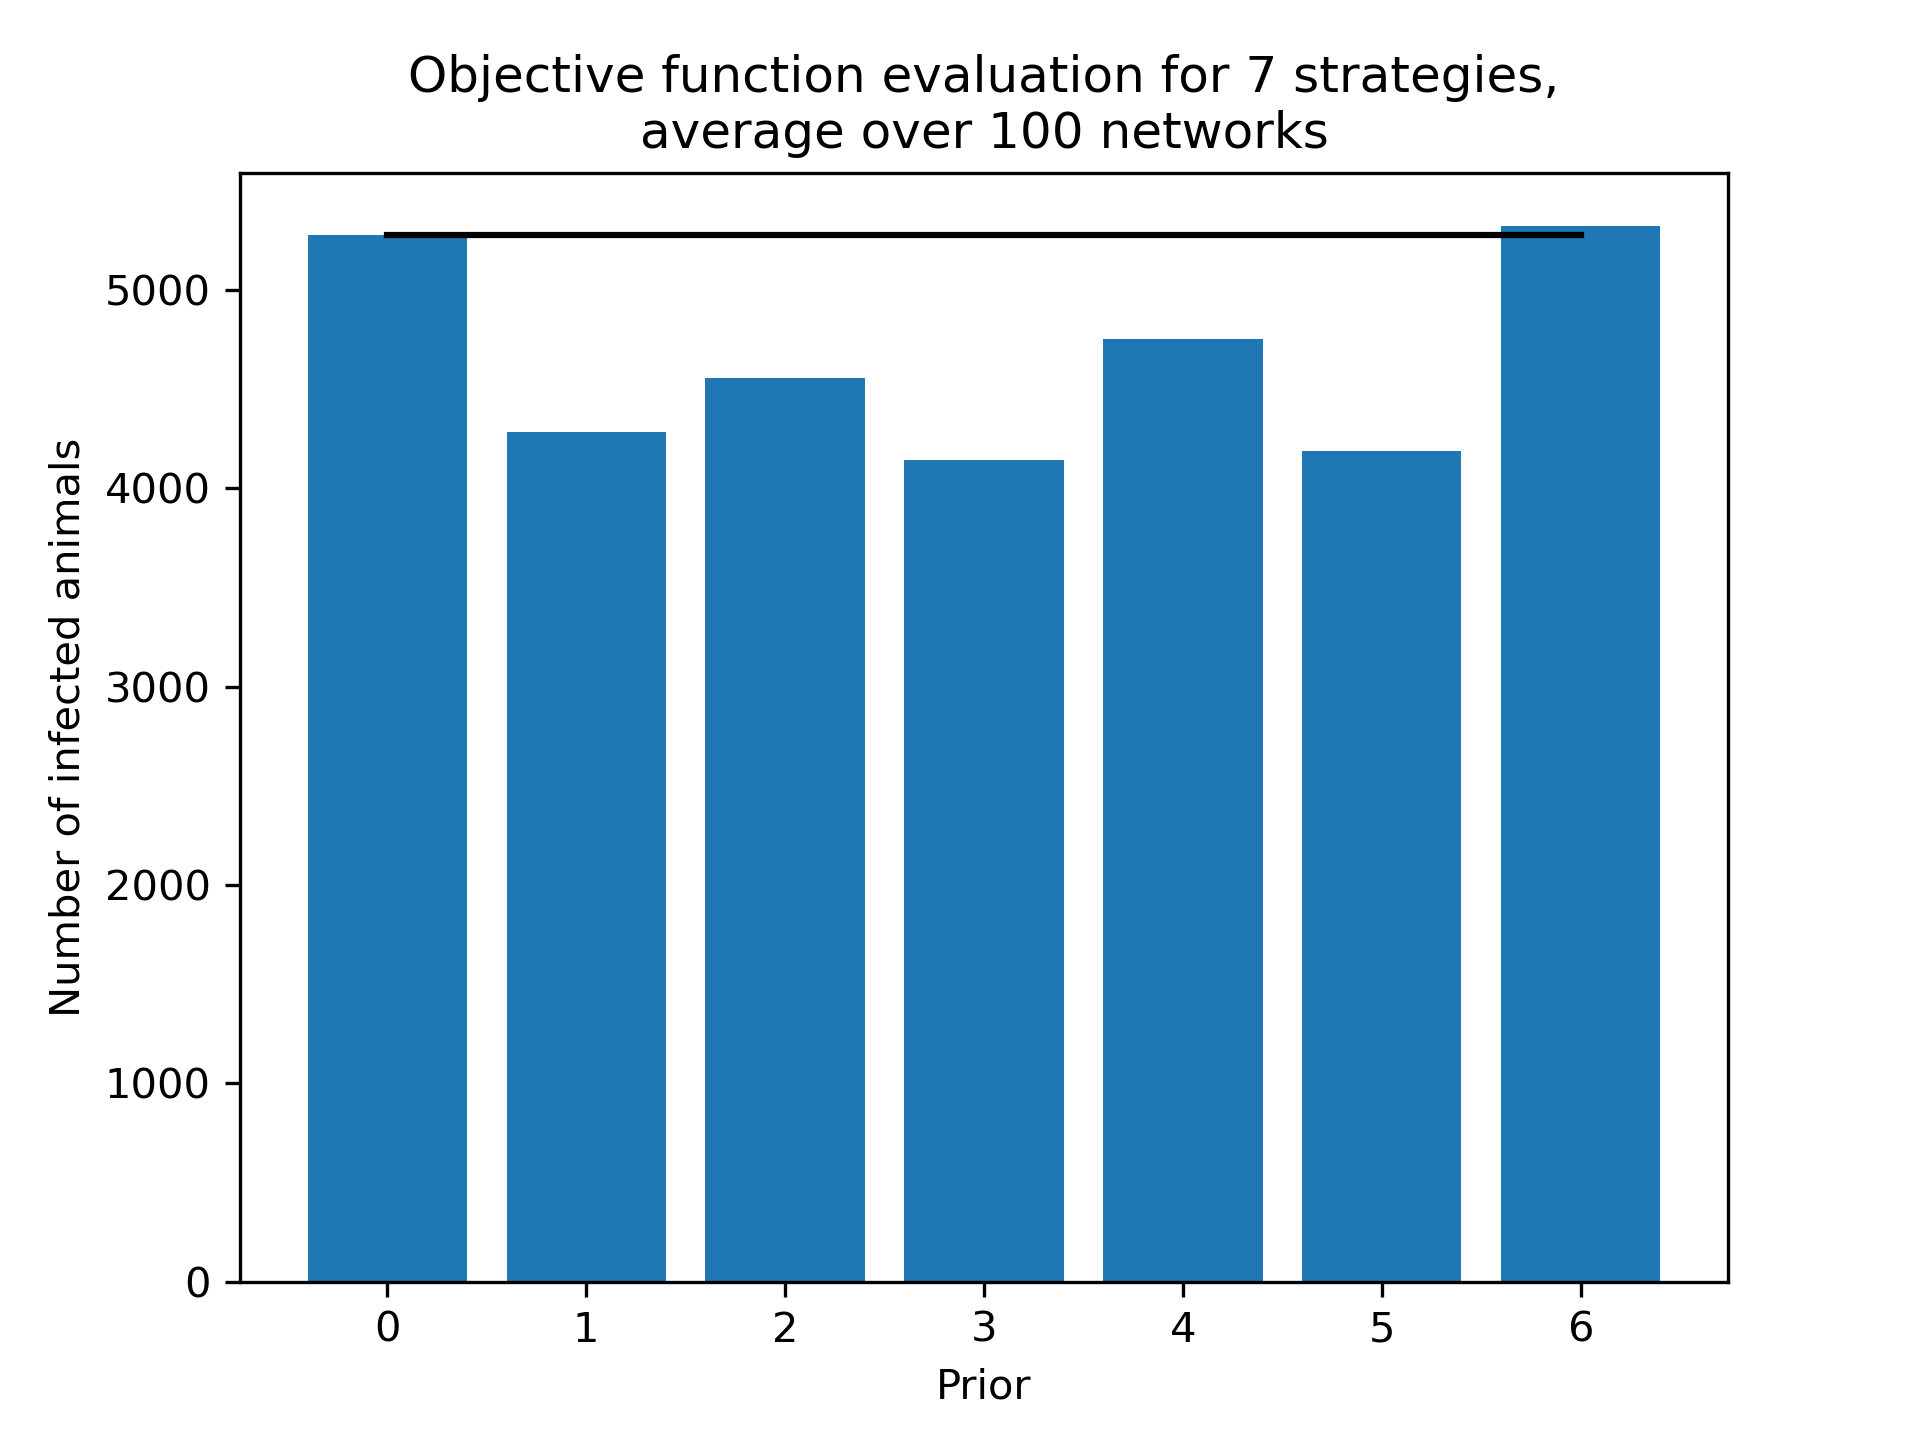 Objective function evaluation for 7 strategies,
average over 100 networks
Number of infected animals
5000
4000
3000
2000
1000
0
0 1 2 3 4 5 6
Prior